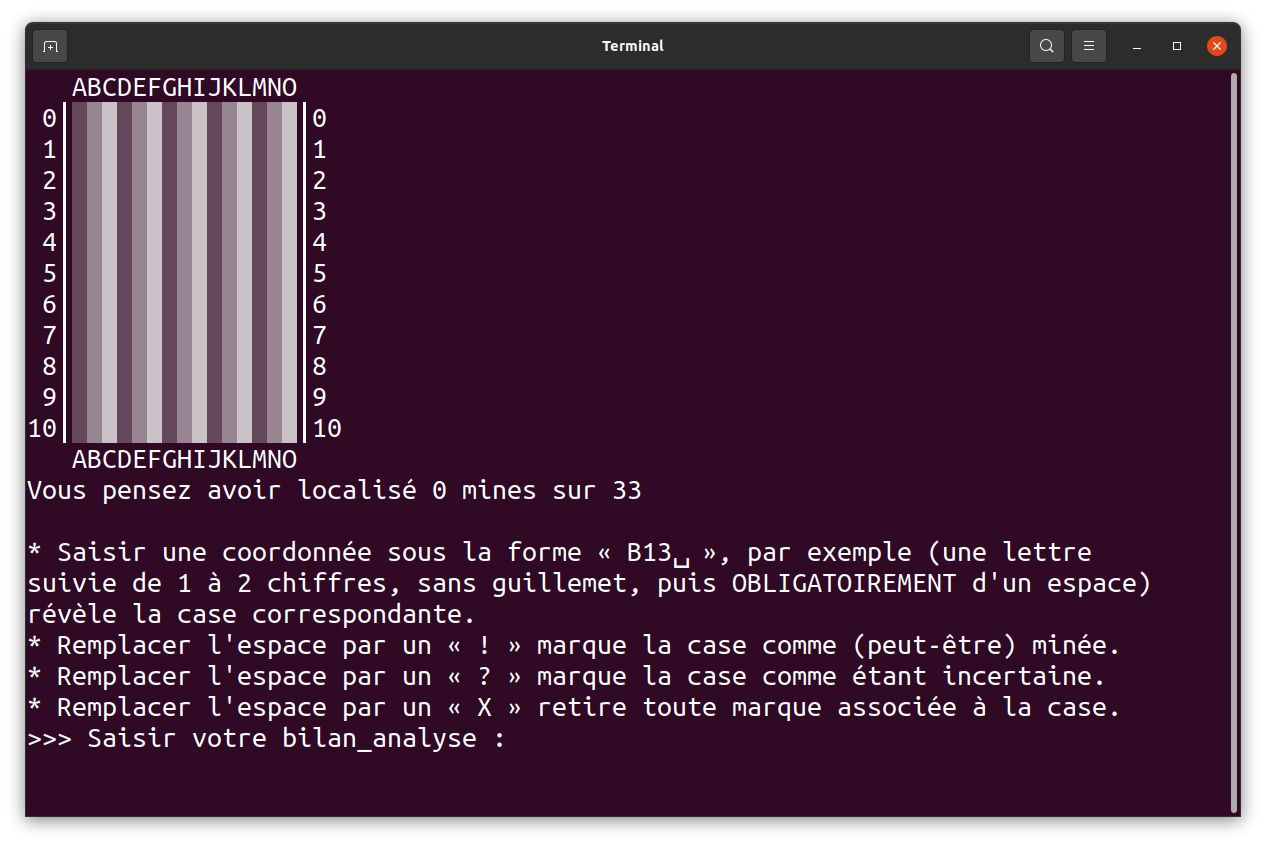 Terminal
ABCDEFGHIJKLMNO
0 0
1 1
2 2
3 3
4 4
5 5
6 6
7 7
8 8
9 9
10 10
ABCDEFGHIJKLMNO
Vous pensez avoir localisé 0 mines sur 33
* Saisir une coordonnée sous la forme « B13␣ », par exemple (une lettre
suivie de 1 à 2 chiffres, sans guillemet, puis OBLIGATOIREMENT d'un espace)
révèle la case correspondante.
* Remplacer l'espace par un « ! » marque la case comme (peut-être) minée.
* Remplacer l'espace par un « ? » marque la case comme étant incertaine.
* Remplacer l'espace par un « X » retire toute marque associée à la case.
>>> Saisir votre bilan_analyse :